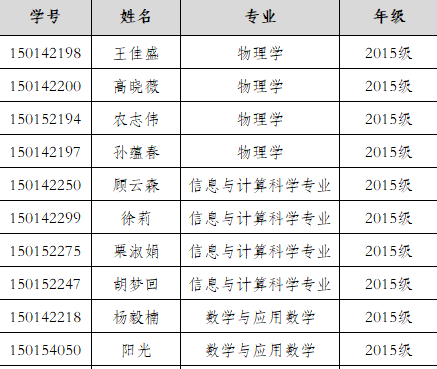 学号 姓名 专业 年级
150142198 王佳盛 物理学 2015级
150142200 高晓薇 物理学 2015级
150152194 农志伟 物理学 2015级
150142197 孙蕴春 物理学 2015级
150142250 顾云森 信息与计算科学专业 2015级
150142299 徐莉 信息与计算科学专业 2015级
150152275 栗淑娟 信息与计算科学专业 2015级
150152247 胡梦回 信息与计算科学专业 2015级
150142218 杨毅楠 数学与应用数学 2015级
150154050 阳光 数学与应用数学 2015级